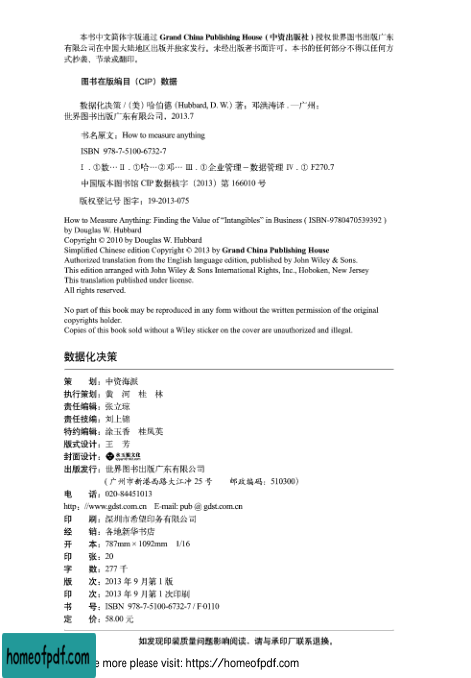 本书中文简体字版通过 Grand China Publishing House（中资出版社）授权世界图书出版广东
有限公司在中国大陆地区出版并独家发行。未经出版者书面许可，本书的任何部分不得以任何方
式抄袭、节录或翻印。
图书在版编目（CIP）数据
数据化决策 /（美）哈伯德 (Hubbard, D. W.) 著；邓洪涛译 .—广州：
世界图书出版广东有限公司，2013.7
书名原文：How to measure anything
ISBN 978-7-5100-6732-7
Ⅰ . ①数… Ⅱ . ①哈…②邓… Ⅲ . ①企业管理－数据管理 Ⅳ . ① F270.7
中国版本图书馆 CIP 数据核字（2013）第 166010 号
版权登记号 图字：19-2013-075
How to Measure Anything: Finding the Value of “Intangibles” in Business ( ISBN-9780470539392 )
by Douglas W. Hubbard
Copyright © 2010 by Douglas W. Hubbard
Simplified Chinese edition Copyright © 2013 by Grand China Publishing House
Authorized translation from the English language edition, published by John Wiley & Sons.
This edition arranged with John Wiley & Sons International Rights, Inc., Hoboken, New Jersey
This translation published under license.
All rights reserved.
No part of this book may be reproduced in any form without the written permission of the original
copyrights holder.
Copies of this book sold without a Wiley sticker on the cover are unauthorized and illegal.
数据化决策
策 划：中资海派
执行策划：黄 河 桂 林
责任编辑：张立琼
责任技编：刘上锦
特约编辑：涂玉香 桂凤英
版式设计：王 芳
封面设计：
出版发行：世界图书出版广东有限公司
（广州市新港西路大江冲 25 号 邮政编码：510300）
电 话：020-84451013
http：//www.gdst.com.cn E-mail: pub @ gdst.com.cn
印 刷：深圳市希望印务有限公司
经 销：各地新华书店
开 本：787mm × 1092mm 1/16
印 张：20
字 数：277 千
版 次：2013 年 9 月第 1 版
印 次：2013 年 9 月第 1 次印刷
书 号：ISBN 978-7-5100-6732-7 / F·0110
定 价：58.00 元
如发现印装质量问题影响阅读，请与承印厂联系退换。
homeofpdf.com
e more please visit: https://homeofpdf.com